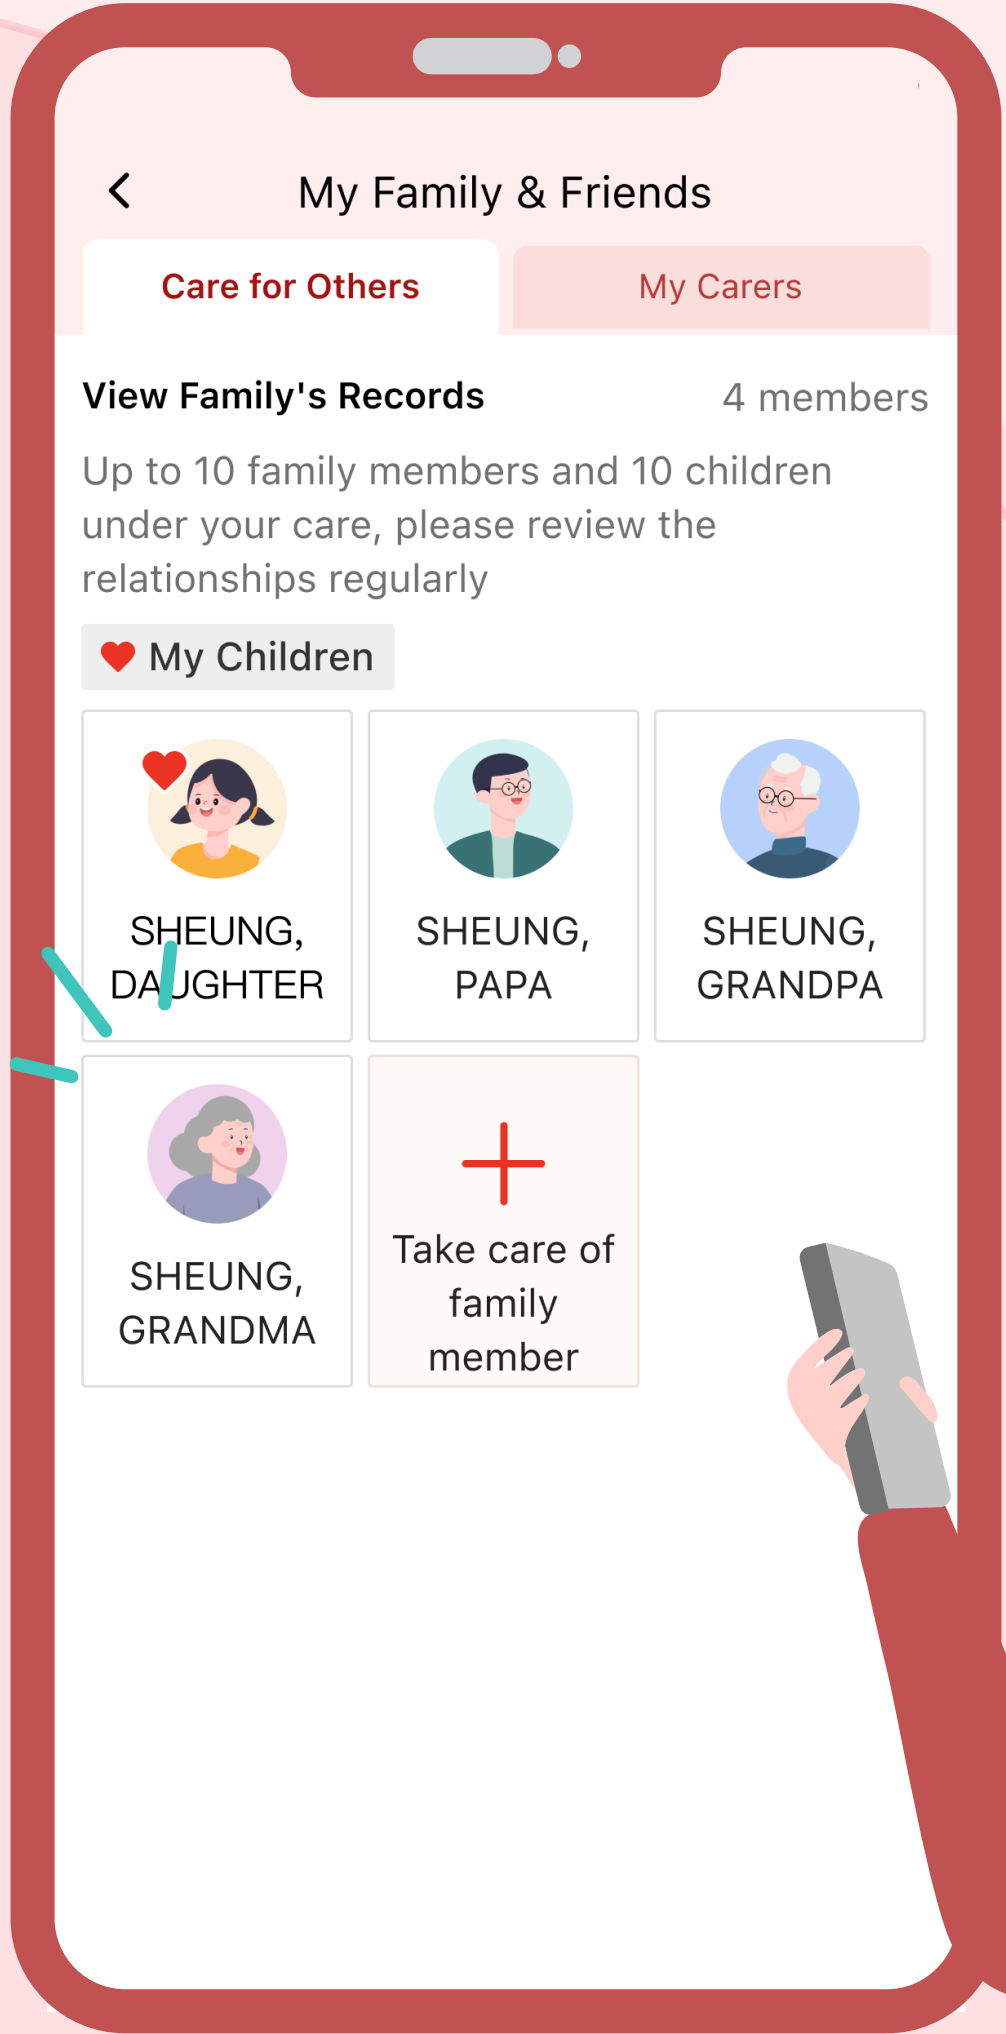 My Family & Friends
Care for Others
My Carers
View Family's Records
4 members
Up to 10 family members and 10 children
under your care, please review the
relationships regularly
My Children
SHEUNG,
DAUGHTER
SHEUNG,
PAPA
SHEUNG,
GRANDPA
SHEUNG,
GRANDMA
Take care of
family
member